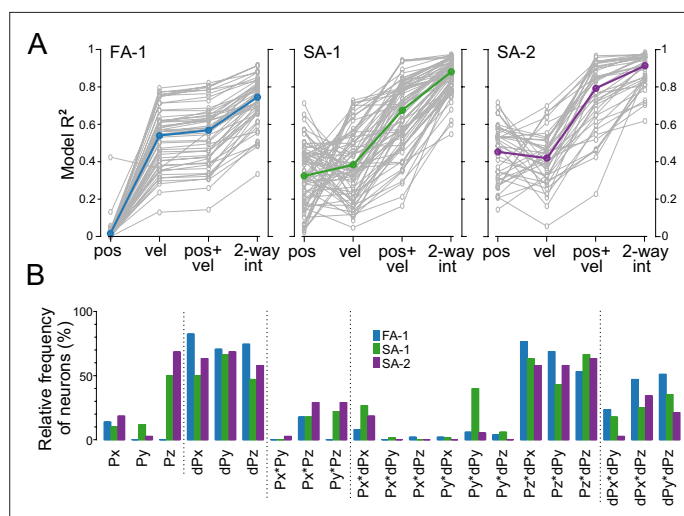 A
FA-1
SA-1
SA-2
Model R²
1
0.8
0.6
0.4
0.2
0
1
0.8
0.6
0.4
0.2
0
pos vel pos+ vel 2-way int
pos vel pos+ vel 2-way int
pos vel pos+ vel 2-way int
B
Relative frequency of neurons (%)
100
50
0
FA-1
SA-1
SA-2
Px Py Pz dPx dPy dPz Px*Py Px*Pz Py*Pz Px*dPx Px*dPy Px*dPz Py*dPx Py*dPy Py*dPz Pz*dPx Pz*dPy Pz*dPz dPx*dPy dPx*dPz dPy*dPz